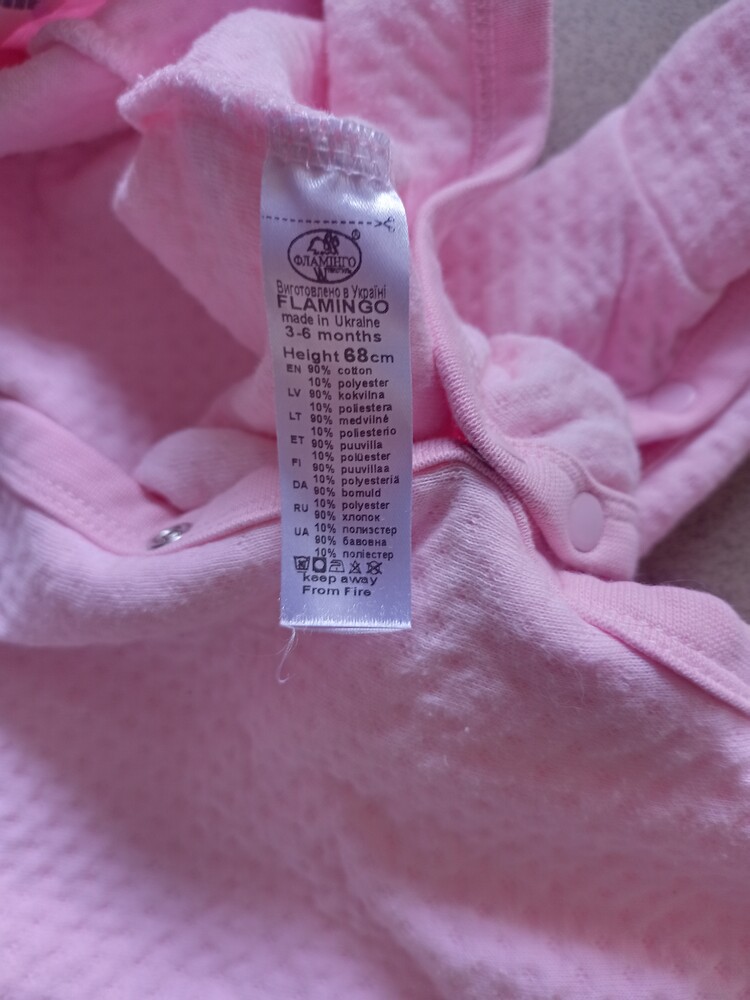 ФЛАМІНГО
®
Виготовлено в Україні
FLAMINGO
made in Ukraine
3-6 months
Height 68cm
EN 90% cotton
10% polyester
LV 90% kokvilna
10% poliestera
LT 90% medvilnė
10% poliesterio
ET 90% puuvilla
10% polüester
FI 90% puuvillaa
10% polyesteriä
DA 90% bomuld
10% polyester
RU 90% хлопок
10% полиэстер
UA 90% бавовна
10% поліестер
keep away
From Fire